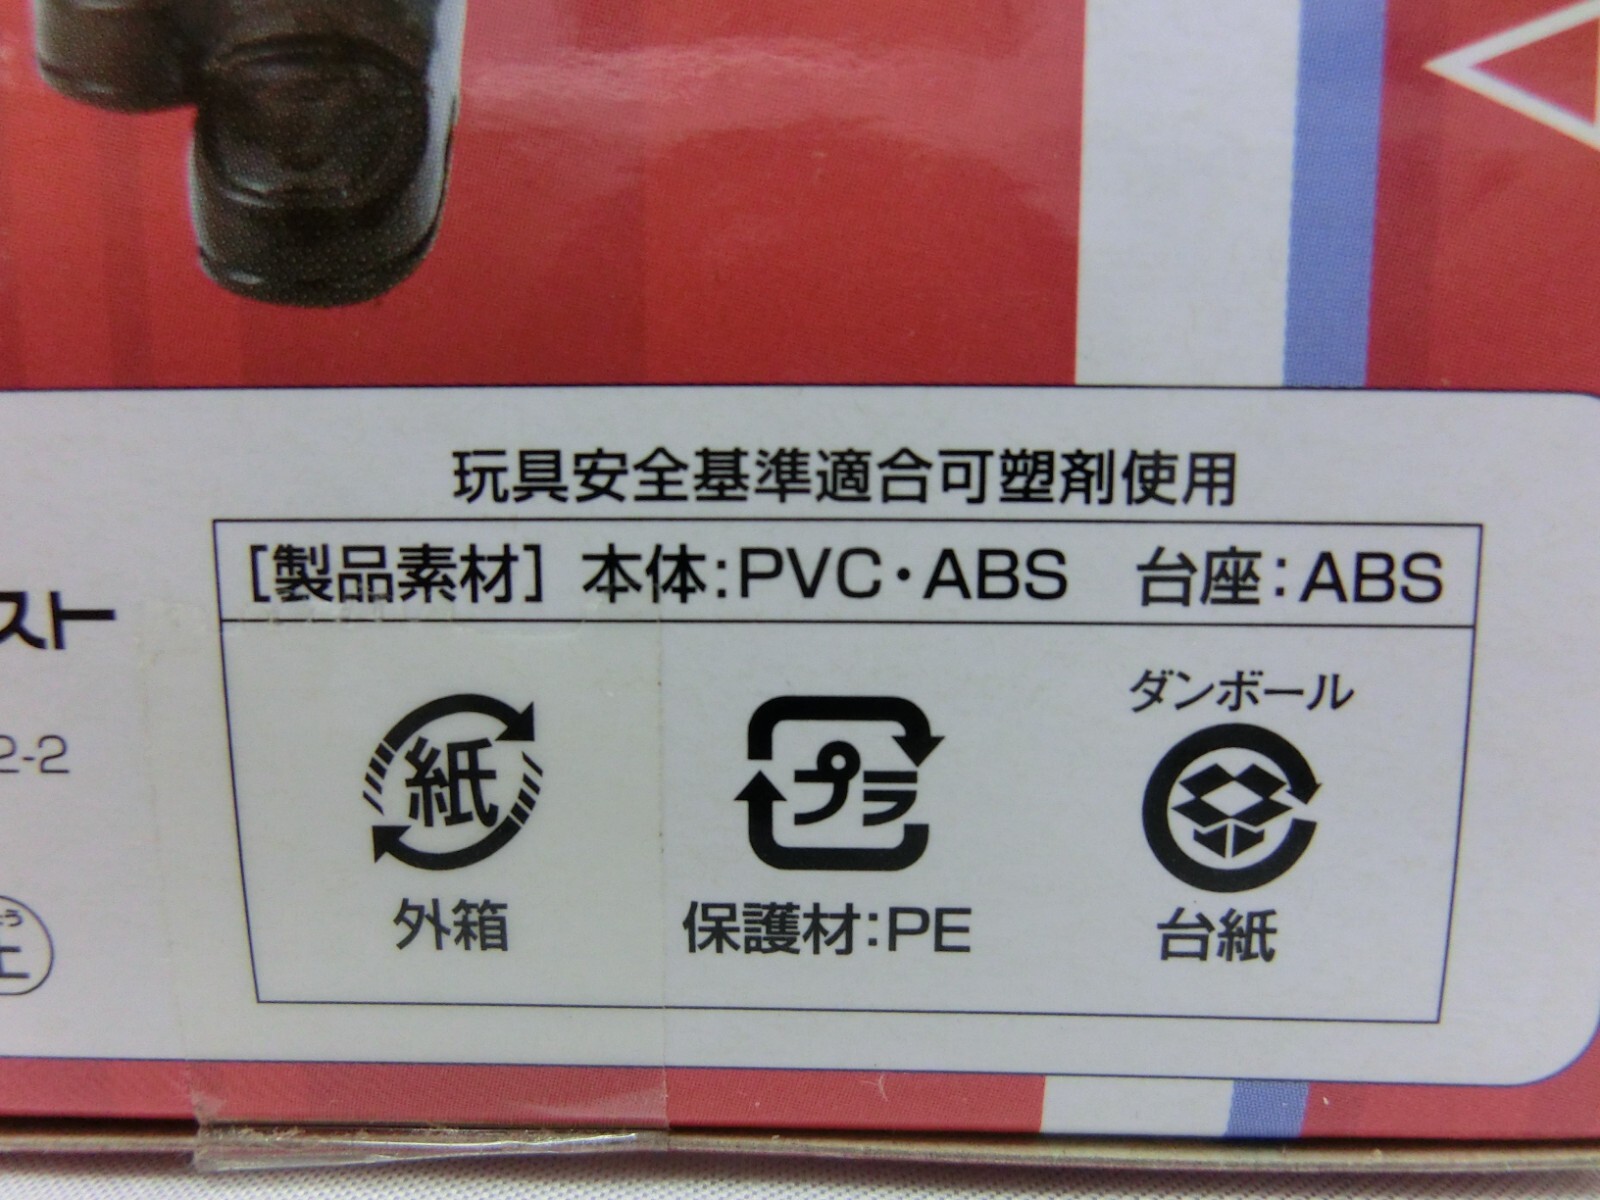 玩具安全基準適合可塑剤使用
[製品素材] 本体:PVC・ABS 台座:ABS
スト
ダンボール
紙
プラ
2-2
外箱
保護材:PE
台紙